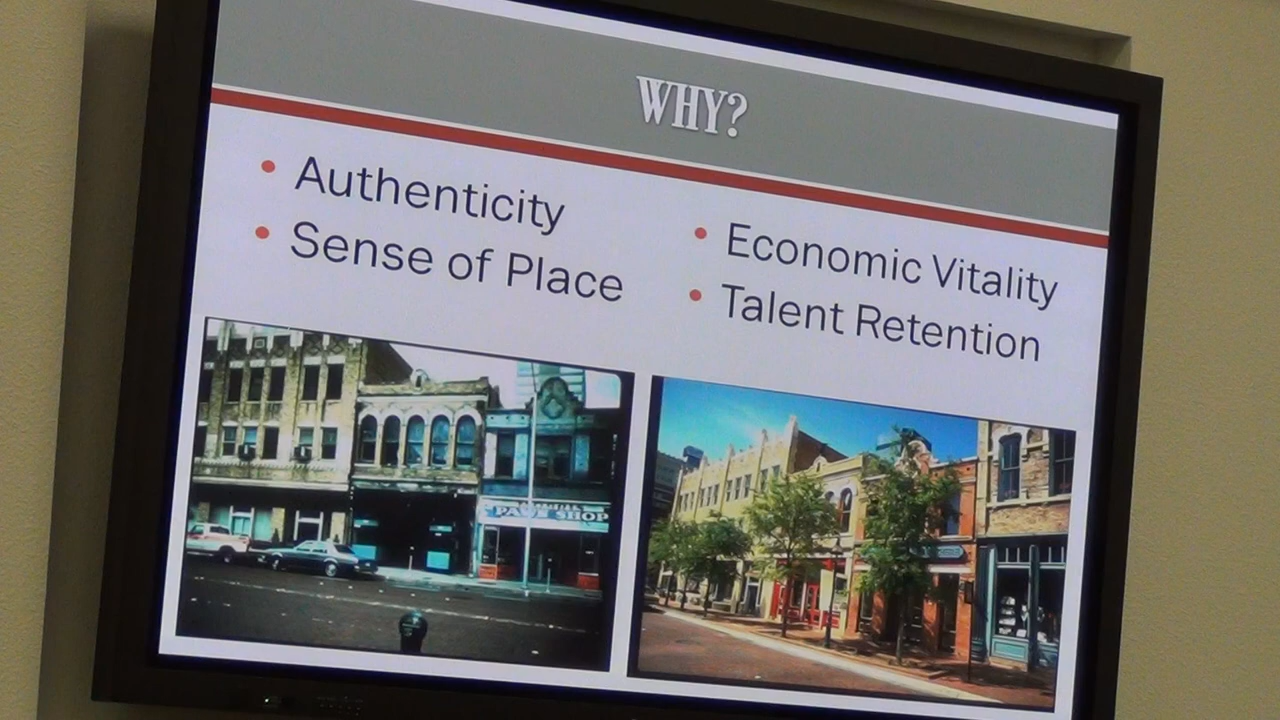 WHY?
Authenticity
Sense of Place
Economic Vitality
Talent Retention
PAWN SHOP